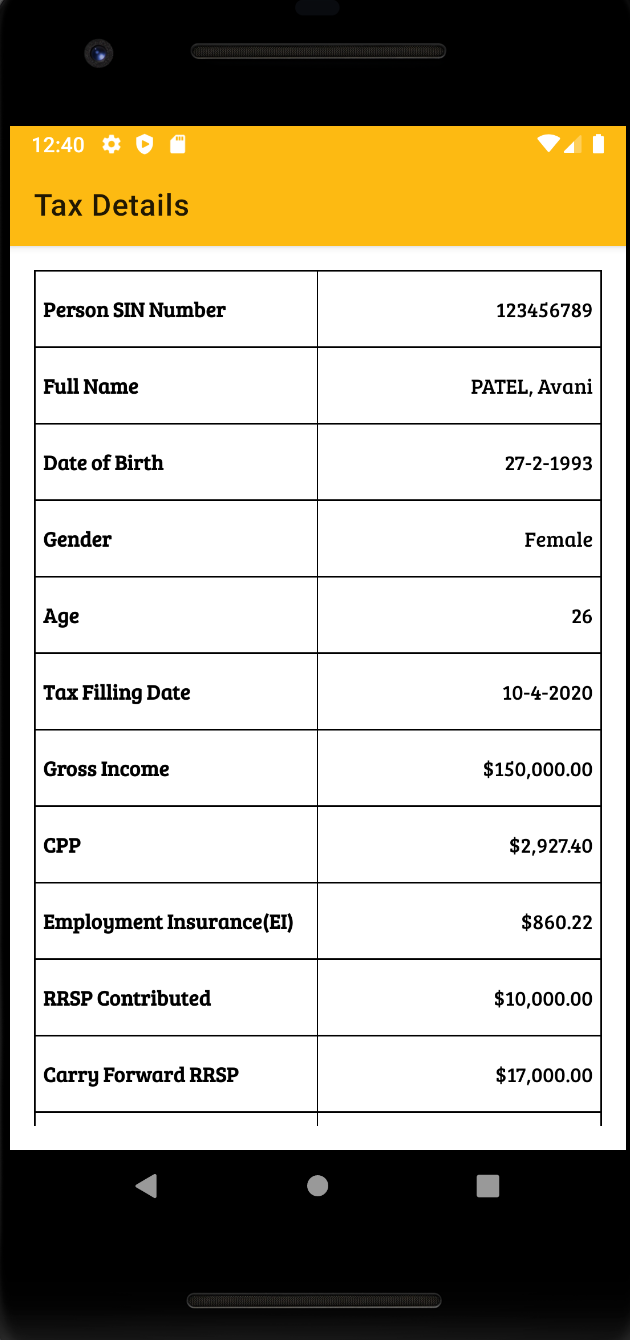 12:40
Tax Details
Person SIN Number 123456789
Full Name PATEL, Avani
Date of Birth 27-2-1993
Gender Female
Age 26
Tax Filling Date 10-4-2020
Gross Income $150,000.00
CPP $2,927.40
Employment Insurance(EI) $860.22
RRSP Contributed $10,000.00
Carry Forward RRSP $17,000.00